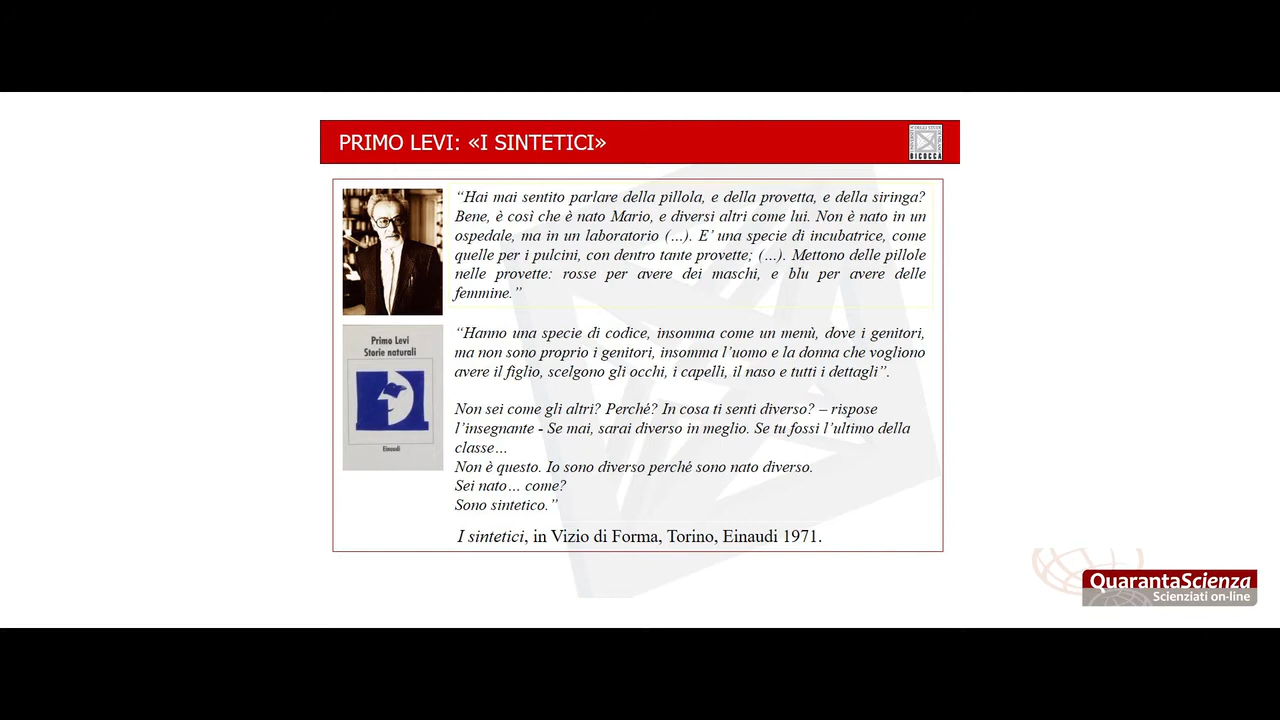 PRIMO LEVI: «I SINTETICI»
BICOCCA
“Hai mai sentito parlare della pillola, e della provetta, e della siringa?
Bene, è così che è nato Mario, e diversi altri come lui. Non è nato in un
ospedale, ma in un laboratorio (…). E’ una specie di incubatrice, come
quelle per i pulcini, con dentro tante provette; (…). Mettono delle pillole
nelle provette: rosse per avere dei maschi, e blu per avere delle
femmine.”
Primo Levi
Storie naturali
Einaudi
“Hanno una specie di codice, insomma come un menù, dove i genitori,
ma non sono proprio i genitori, insomma l’uomo e la donna che vogliono
avere il figlio, scelgono gli occhi, i capelli, il naso e tutti i dettagli”.
Non sei come gli altri? Perché? In cosa ti senti diverso? – rispose
l’insegnante - Se mai, sarai diverso in meglio. Se tu fossi l’ultimo della
classe…
Non è questo. Io sono diverso perché sono nato diverso.
Sei nato… come?
Sono sintetico.”
I sintetici, in Vizio di Forma, Torino, Einaudi 1971.
QuarantaScienza
Scienziati on-line